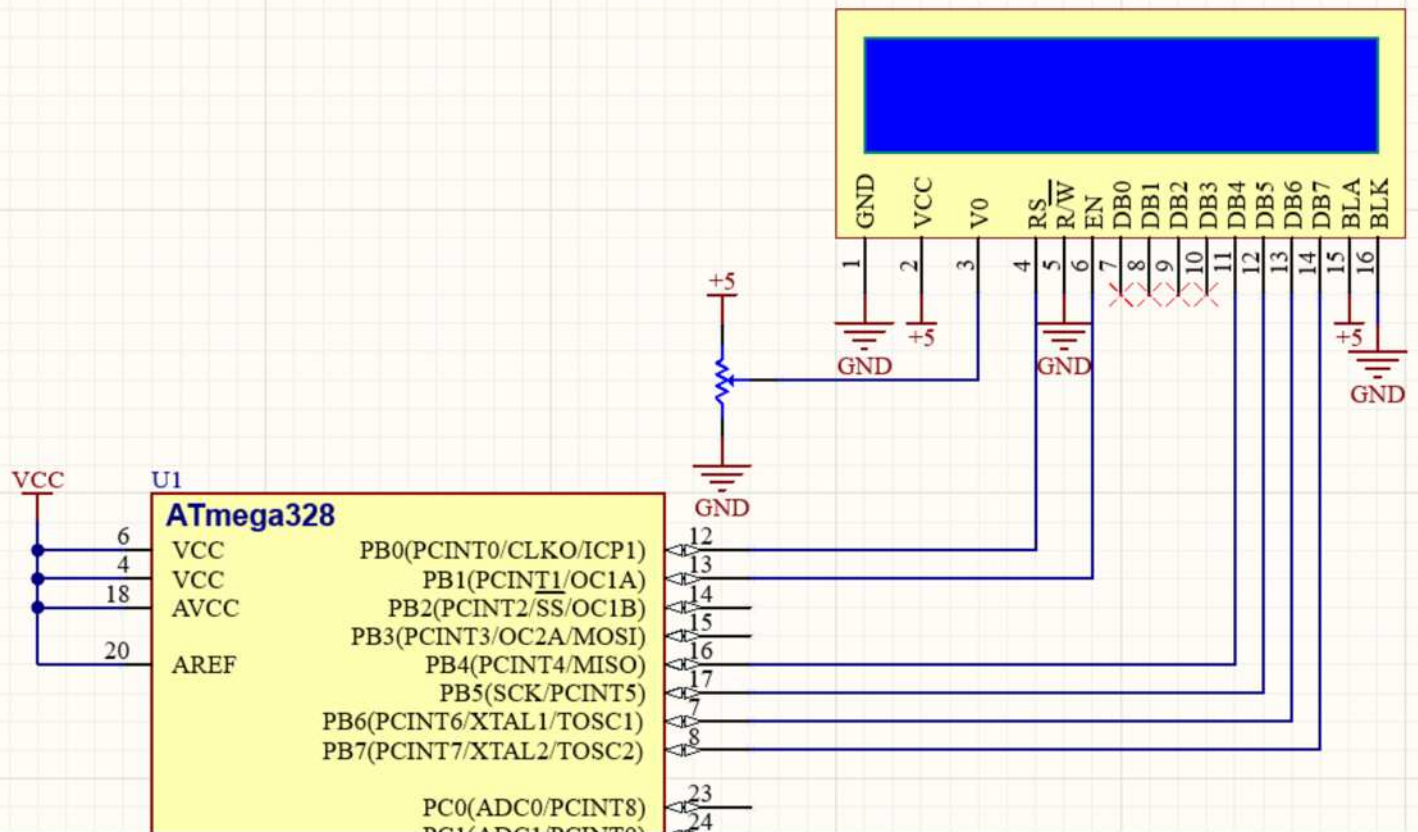 GND
VCC
V0
RS
R/W
EN
DB0
DB1
DB2
DB3
DB4
DB5
DB6
DB7
BLA
BLK
1
2
3
4
5
6
7
8
9
10
11
12
13
14
15
16
+5
GND
+5
GND
+5
GND
GND
VCC
U1
ATmega328
6 VCC PB0(PCINT0/CLKO/ICP1) 12
4 VCC PB1(PCINT1/OC1A) 13
18 AVCC PB2(PCINT2/SS/OC1B) 14
PB3(PCINT3/OC2A/MOSI) 15
20 AREF PB4(PCINT4/MISO) 16
PB5(SCK/PCINT5) 17
PB6(PCINT6/XTAL1/TOSC1) 7
PB7(PCINT7/XTAL2/TOSC2) 8
PC0(ADC0/PCINT8) 23
PC1(ADC1/PCINT9) 24